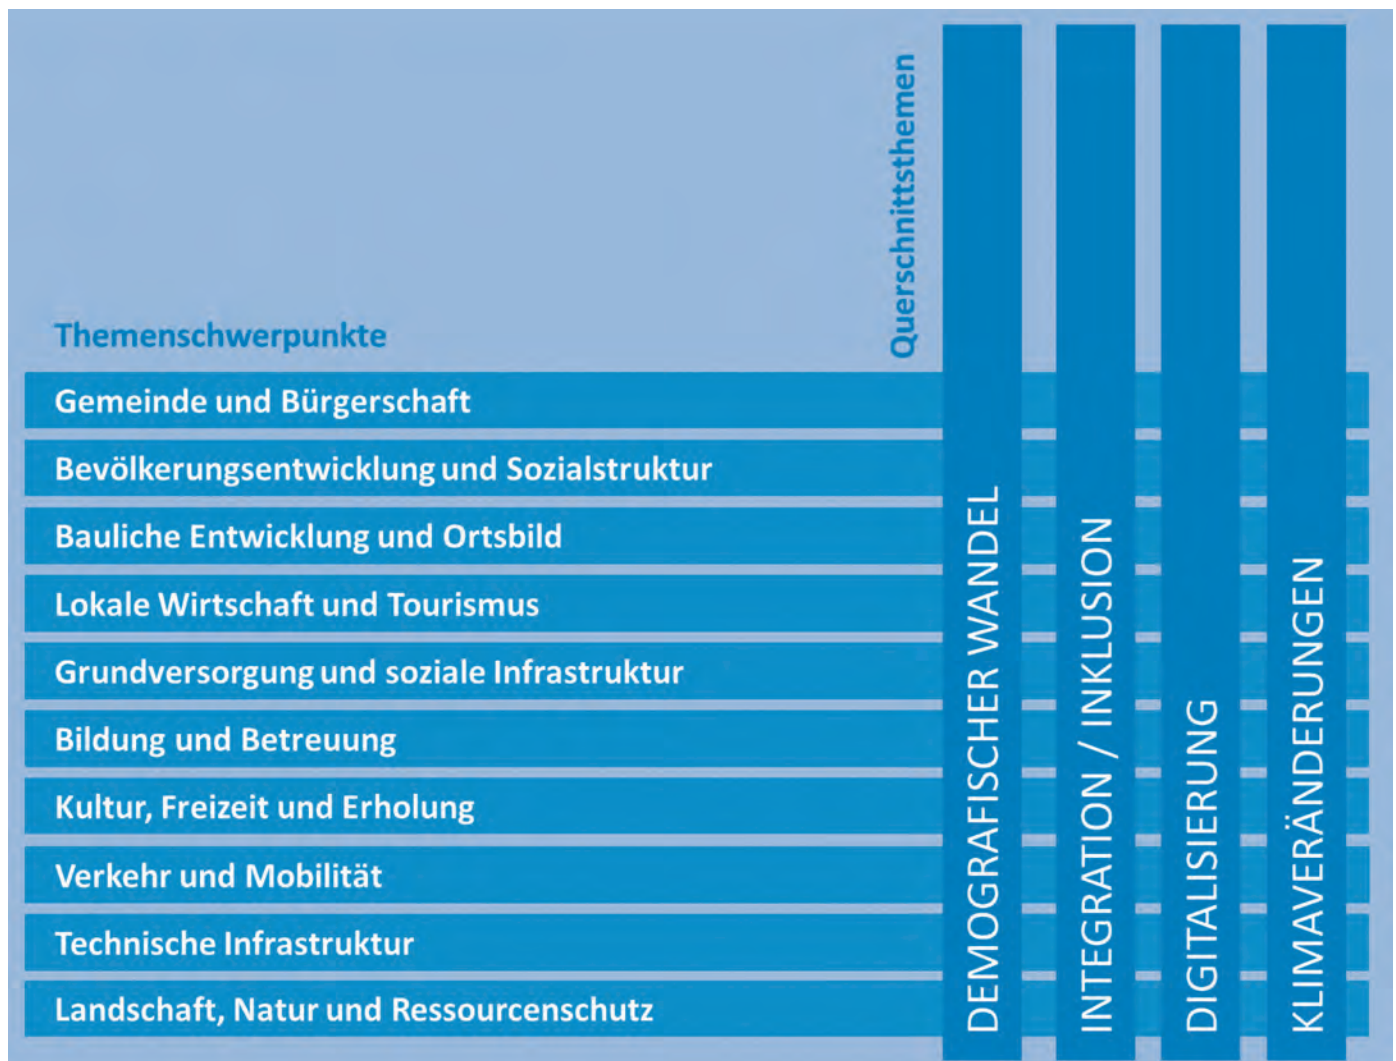 Querschnittsthemen
Themenschwerpunkte
Gemeinde und Bürgerschaft
Bevölkerungsentwicklung und Sozialstruktur
Bauliche Entwicklung und Ortsbild
Lokale Wirtschaft und Tourismus
Grundversorgung und soziale Infrastruktur
Bildung und Betreuung
Kultur, Freizeit und Erholung
Verkehr und Mobilität
Technische Infrastruktur
Landschaft, Natur und Ressourcenschutz
DEMOGRAFISCHER WANDEL
INTEGRATION / INKLUSION
DIGITALISIERUNG
KLIMAVERÄNDERUNGEN